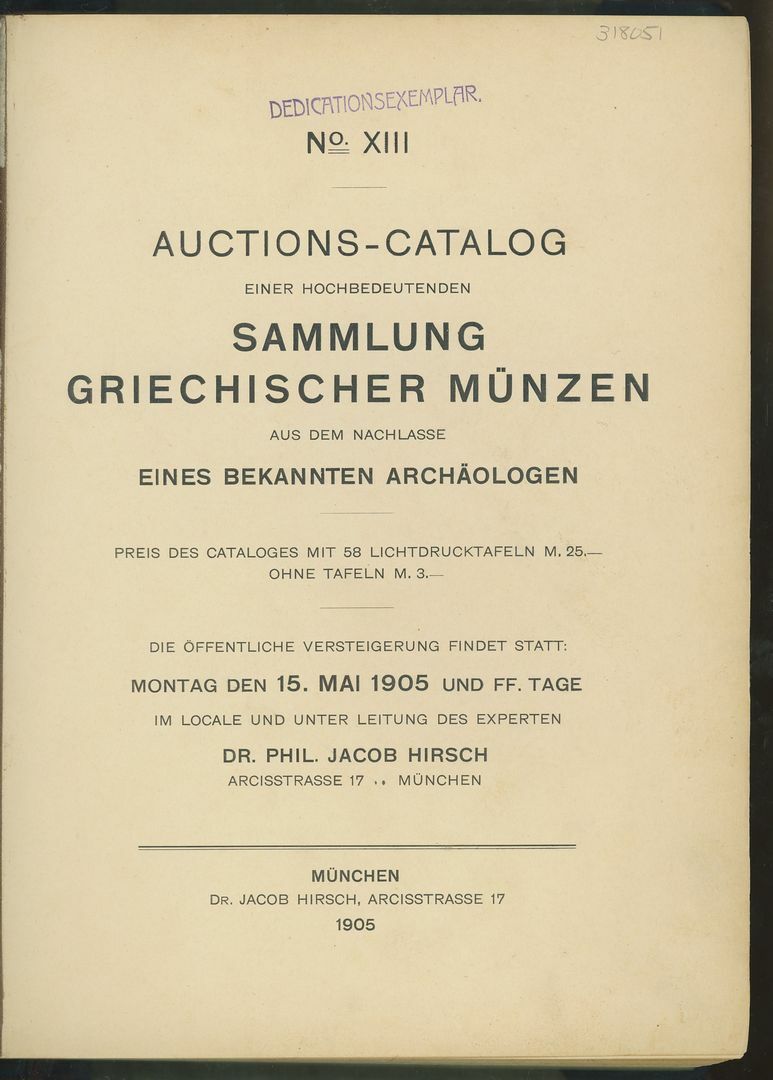 318051
DEDICATIONSEXEMPLAR.
No. XIII
AUCTIONS-CATALOG
EINER HOCHBEDEUTENDEN
SAMMLUNG
GRIECHISCHER MÜNZEN
AUS DEM NACHLASSE
EINES BEKANNTEN ARCHÄOLOGEN
PREIS DES CATALOGES MIT 58 LICHTDRUCKTAFELN M. 25.—
OHNE TAFELN M. 3.—
DIE ÖFFENTLICHE VERSTEIGERUNG FINDET STATT:
MONTAG DEN 15. MAI 1905 UND FF. TAGE
IM LOCALE UND UNTER LEITUNG DES EXPERTEN
DR. PHIL. JACOB HIRSCH
ARCISSTRASSE 17 .. MÜNCHEN
MÜNCHEN
DR. JACOB HIRSCH, ARCISSTRASSE 17
1905